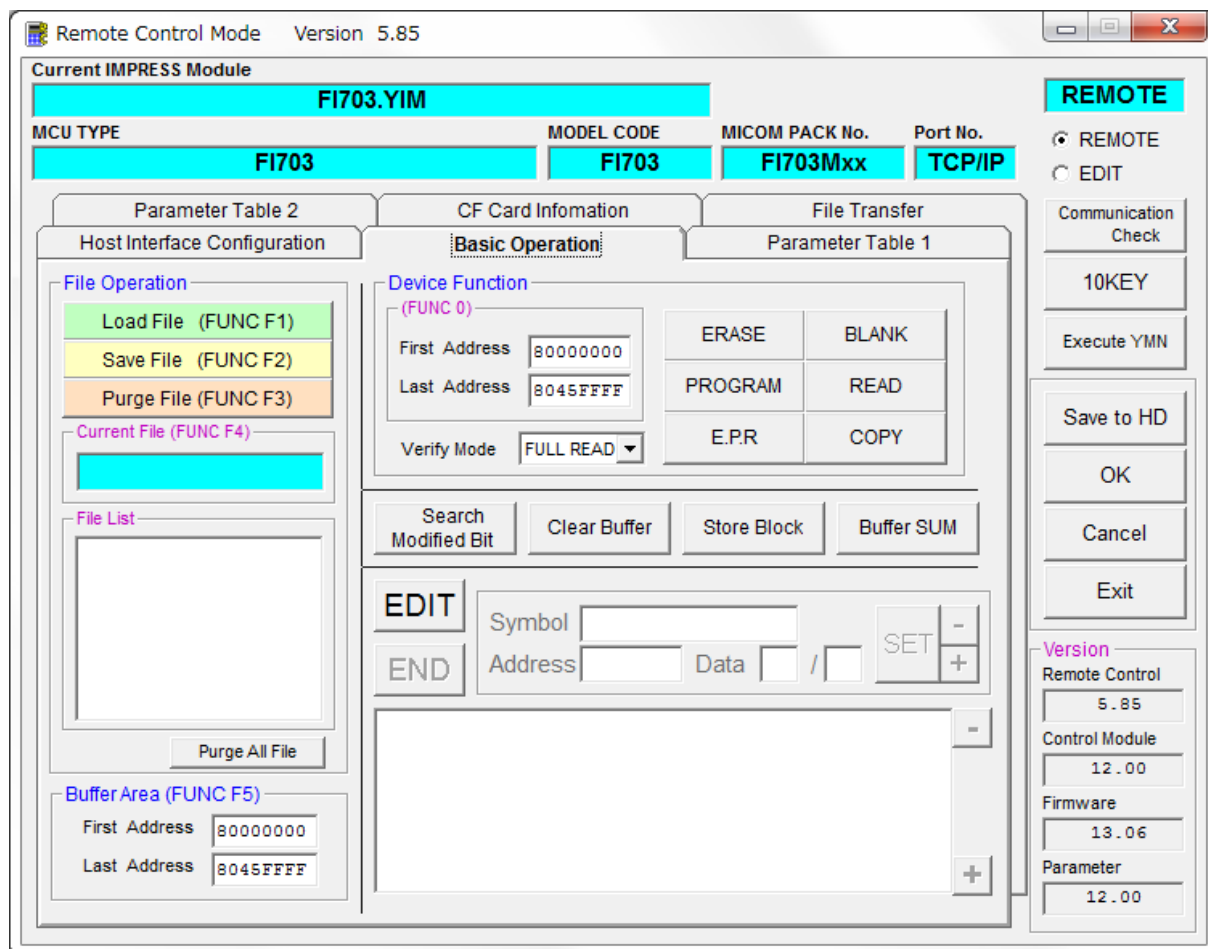 Remote Control Mode Version 5.85
Current IMPRESS Module
FI703.YIM
MCU TYPE
MODEL CODE
MICOM PACK No.
Port No.
FI703
FI703
FI703Mxx
TCP/IP
REMOTE
REMOTE
EDIT
Parameter Table 2
CF Card Infomation
File Transfer
Host Interface Configuration
Basic Operation
Parameter Table 1
File Operation
Load File (FUNC F1)
Save File (FUNC F2)
Purge File (FUNC F3)
Current File (FUNC F4)
File List
Purge All File
Buffer Area (FUNC F5)
First Address 80000000
Last Address 8045FFFF
Device Function
(FUNC 0)
First Address 80000000
Last Address 8045FFFF
Verify Mode FULL READ
ERASE
BLANK
PROGRAM
READ
E.P.R
COPY
Search
Modified Bit
Clear Buffer
Store Block
Buffer SUM
EDIT
END
Symbol
Address
Data /
SET
-
+
-
+
Communication
Check
10KEY
Execute YMN
Save to HD
OK
Cancel
Exit
Version
Remote Control
5.85
Control Module
12.00
Firmware
13.06
Parameter
12.00